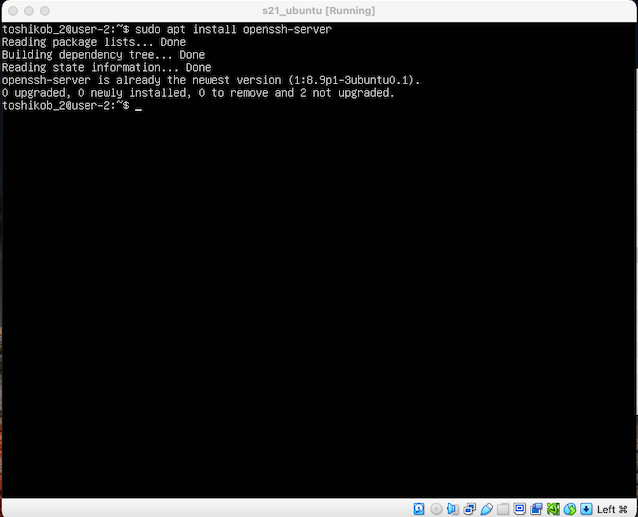 s21_ubuntu [Running]
toshikob_2@user-2:~$ sudo apt install openssh-server
Reading package lists... Done
Building dependency tree... Done
Reading state information... Done
openssh-server is already the newest version (1:8.9p1-3ubuntu0.1).
0 upgraded, 0 newly installed, 0 to remove and 2 not upgraded.
toshikob_2@user-2:~$ _
Left ⌘